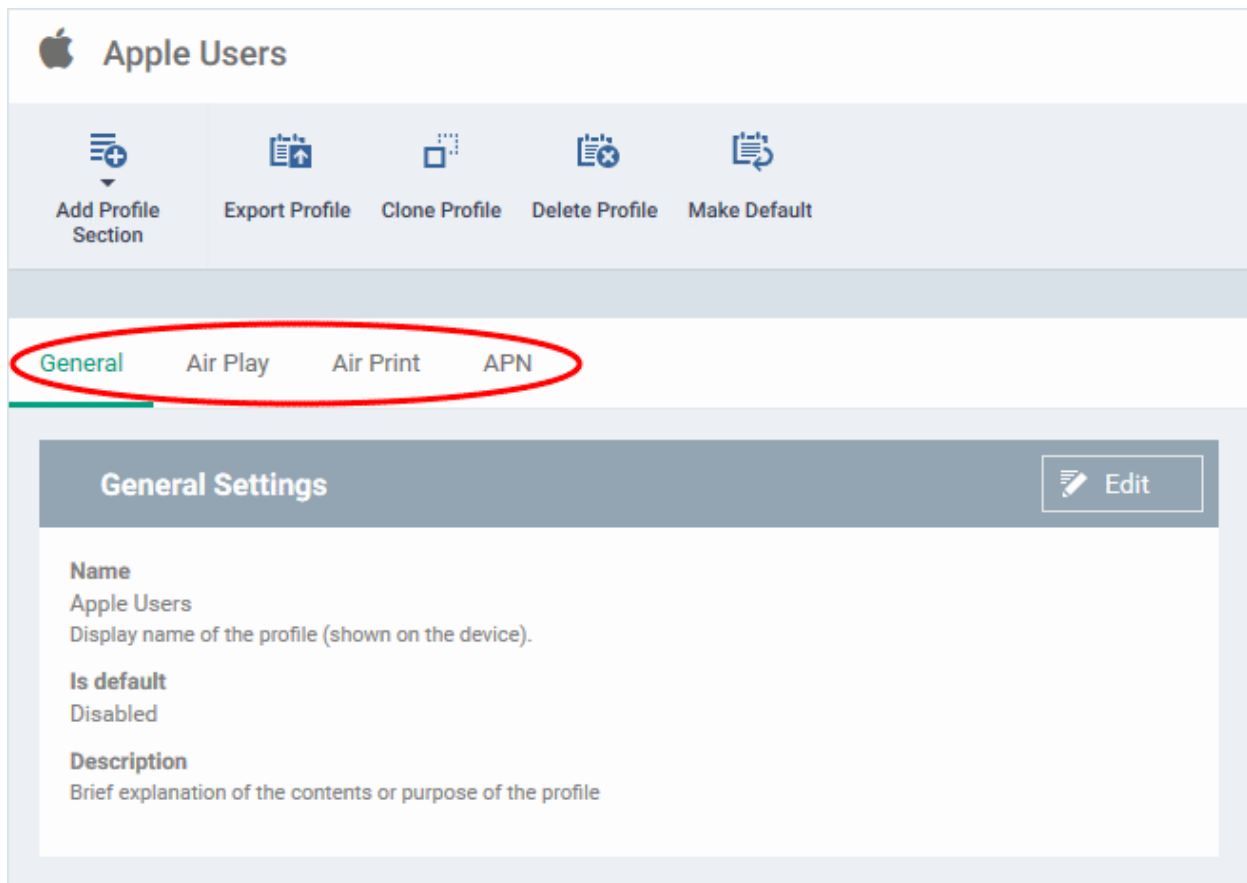 Apple Users
Add Profile
Section
Export Profile
Clone Profile
Delete Profile
Make Default
General
Air Play
Air Print
APN
General Settings
Edit
Name
Apple Users
Display name of the profile (shown on the device).
Is default
Disabled
Description
Brief explanation of the contents or purpose of the profile